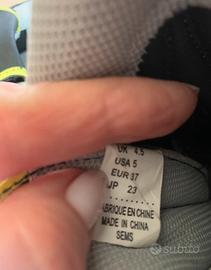 UK 4.5
USA 5
EUR 37
JP 23
FABRIQUE EN CHINE
MADE IN CHINA
SEMS
subito